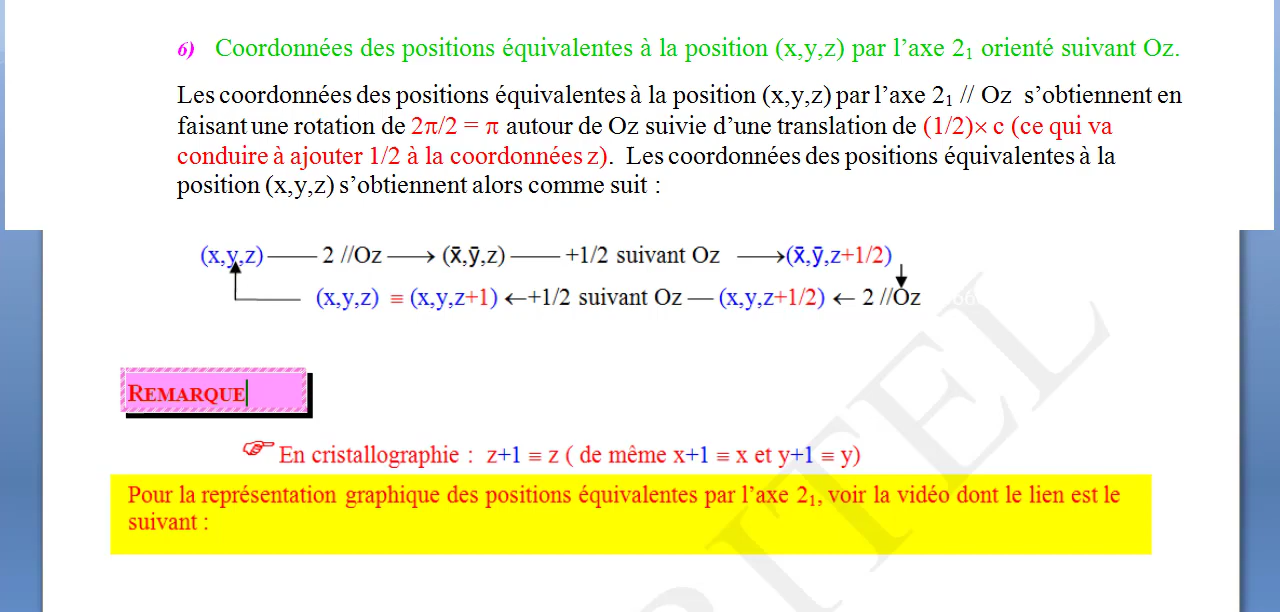 6) Coordonnées des positions équivalentes à la position (x,y,z) par l'axe 2₁ orienté suivant Oz.
Les coordonnées des positions équivalentes à la position (x,y,z) par l'axe 2₁ // Oz s'obtiennent en
faisant une rotation de 2π/2 = π autour de Oz suivie d'une translation de (1/2)× c (ce qui va
conduire à ajouter 1/2 à la coordonnées z). Les coordonnées des positions équivalentes à la
position (x,y,z) s'obtiennent alors comme suit :
(x,y,z) —— 2 //Oz ——→ (x̄,ȳ,z) —— +1/2 suivant Oz ——→(x̄,ȳ,z+1/2)
(x,y,z) ≡ (x,y,z+1) ←+1/2 suivant Oz — (x,y,z+1/2) ← 2 //Oz
REMARQUE
☞ En cristallographie : z+1 ≡ z ( de même x+1 ≡ x et y+1 ≡ y)
Pour la représentation graphique des positions équivalentes par l'axe 2₁, voir la vidéo dont le lien est le
suivant :